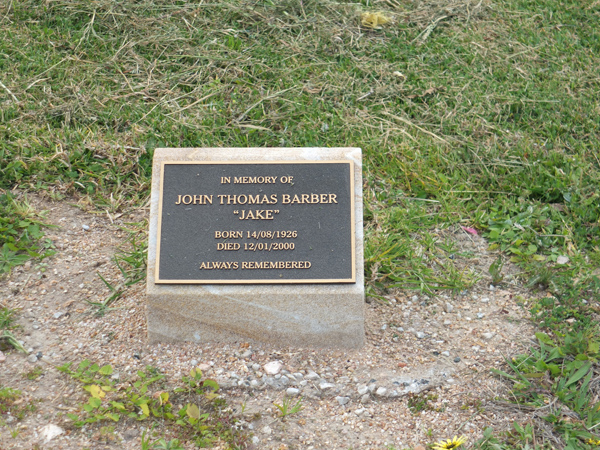 IN MEMORY OF
JOHN THOMAS BARBER
“JAKE”
BORN 14/08/1926
DIED 12/01/2000
ALWAYS REMEMBERED